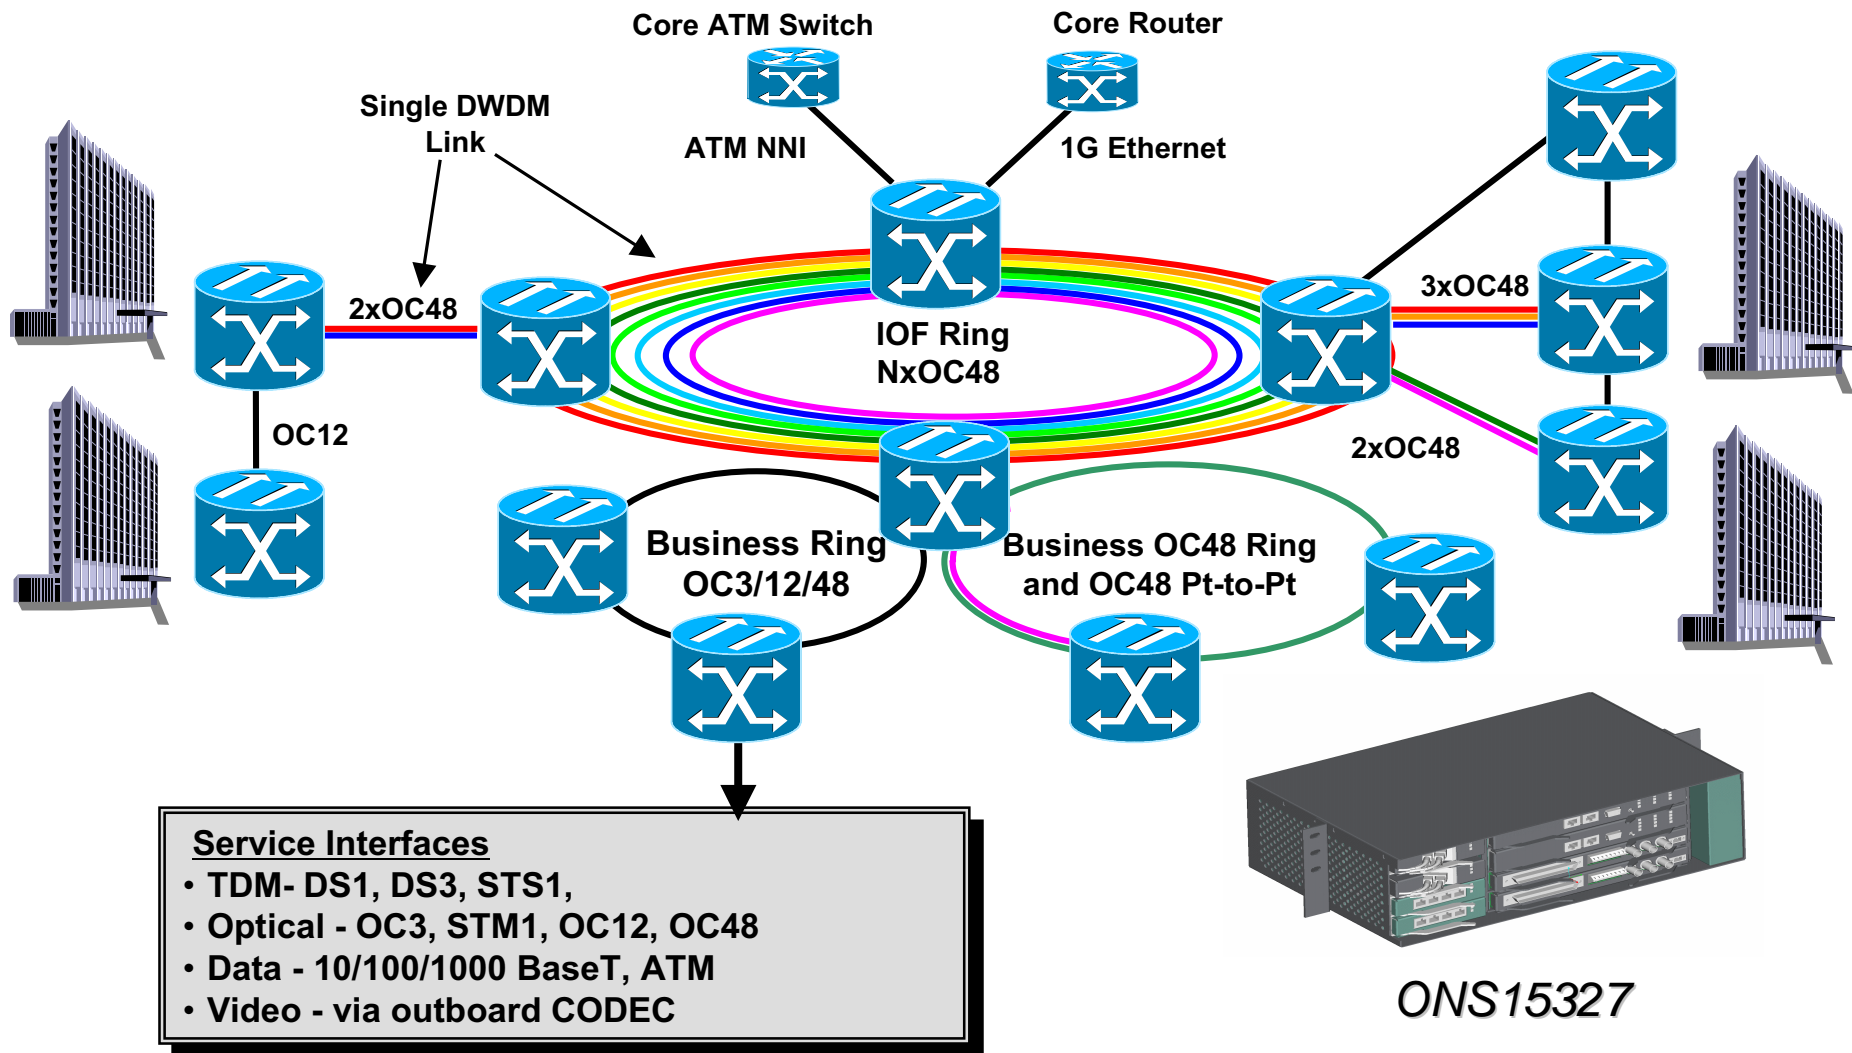 Core ATM Switch
Core Router
Single DWDM
Link
ATM NNI
1G Ethernet
2xOC48
3xOC48
IOF Ring
NxOC48
OC12
2xOC48
Business Ring
OC3/12/48
Business OC48 Ring
and OC48 Pt-to-Pt
Service Interfaces
• TDM- DS1, DS3, STS1,
• Optical - OC3, STM1, OC12, OC48
• Data - 10/100/1000 BaseT, ATM
• Video - via outboard CODEC
ONS15327